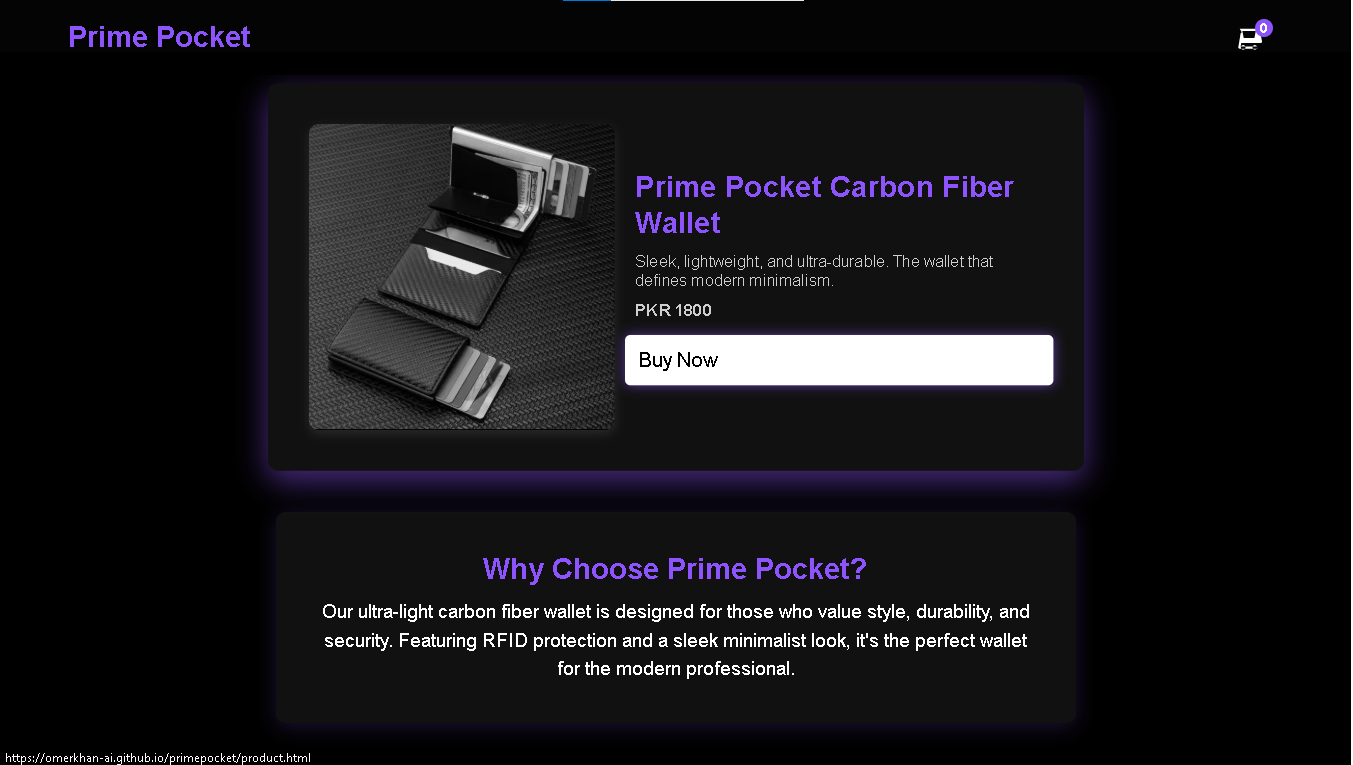 Prime Pocket
0
Prime Pocket Carbon Fiber
Wallet
Sleek, lightweight, and ultra-durable. The wallet that
defines modern minimalism.
PKR 1800
Buy Now
Why Choose Prime Pocket?
Our ultra-light carbon fiber wallet is designed for those who value style, durability, and
security. Featuring RFID protection and a sleek minimalist look, it's the perfect wallet
for the modern professional.
https://omerkhan-ai.github.io/primepocket/product.html